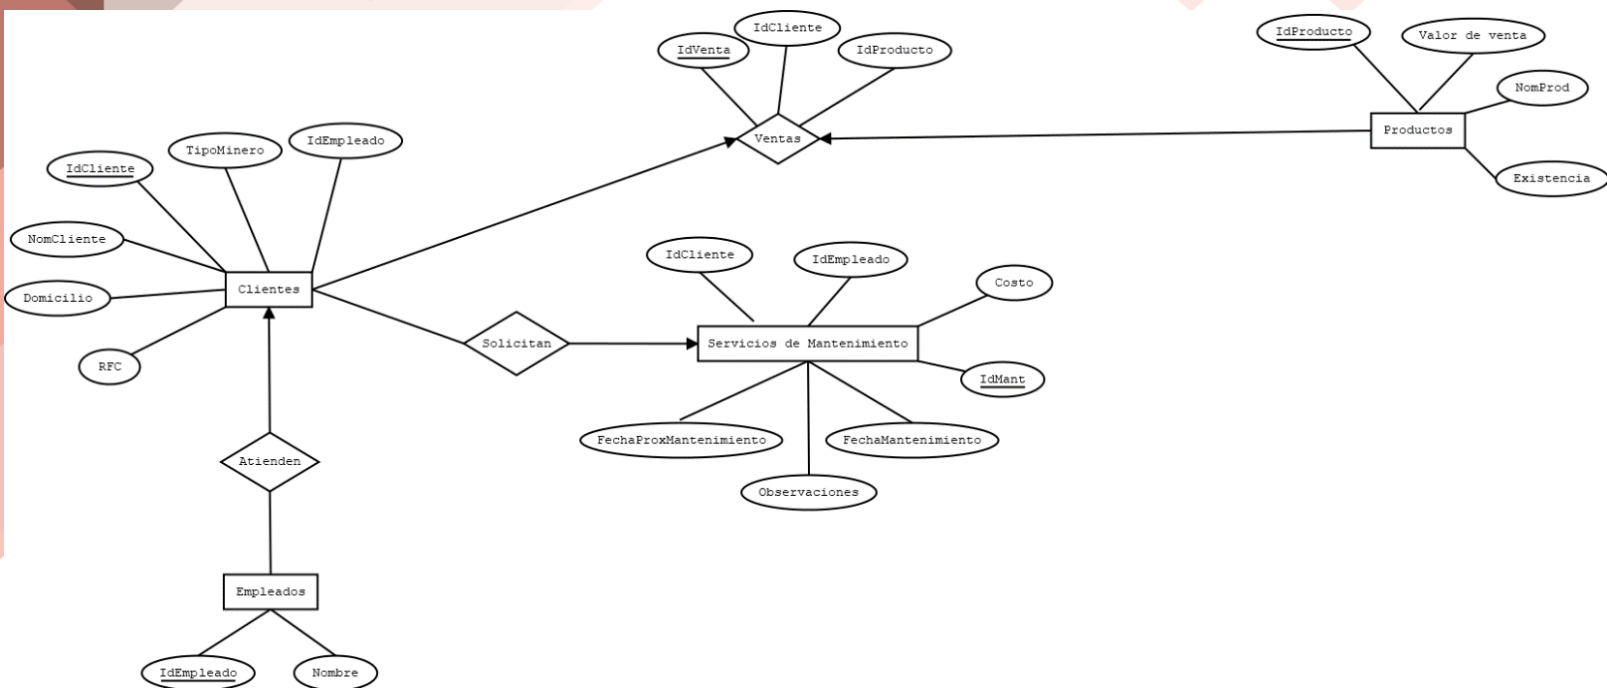 IdCliente
IdVenta
IdProducto
Ventas
IdProducto
Valor de venta
NomProd
Productos
Existencia
IdCliente
TipoMinero
IdEmpleado
NomCliente
Clientes
Domicilio
RFC
Solicitan
IdCliente
IdEmpleado
Costo
Servicios de Mantenimiento
IdMant
FechaProxMantenimiento
FechaMantenimiento
Observaciones
Atienden
Empleados
IdEmpleado
Nombre